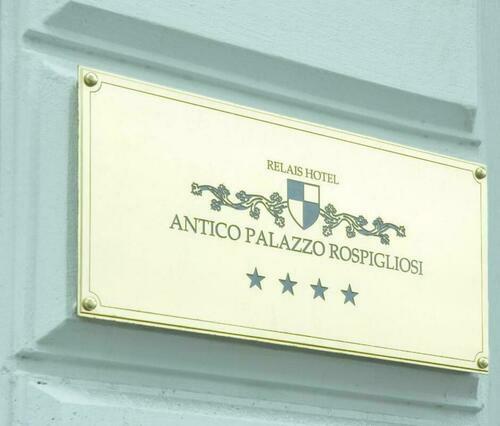 RELAIS HOTEL
ANTICO PALAZZO ROSPIGLIOSI